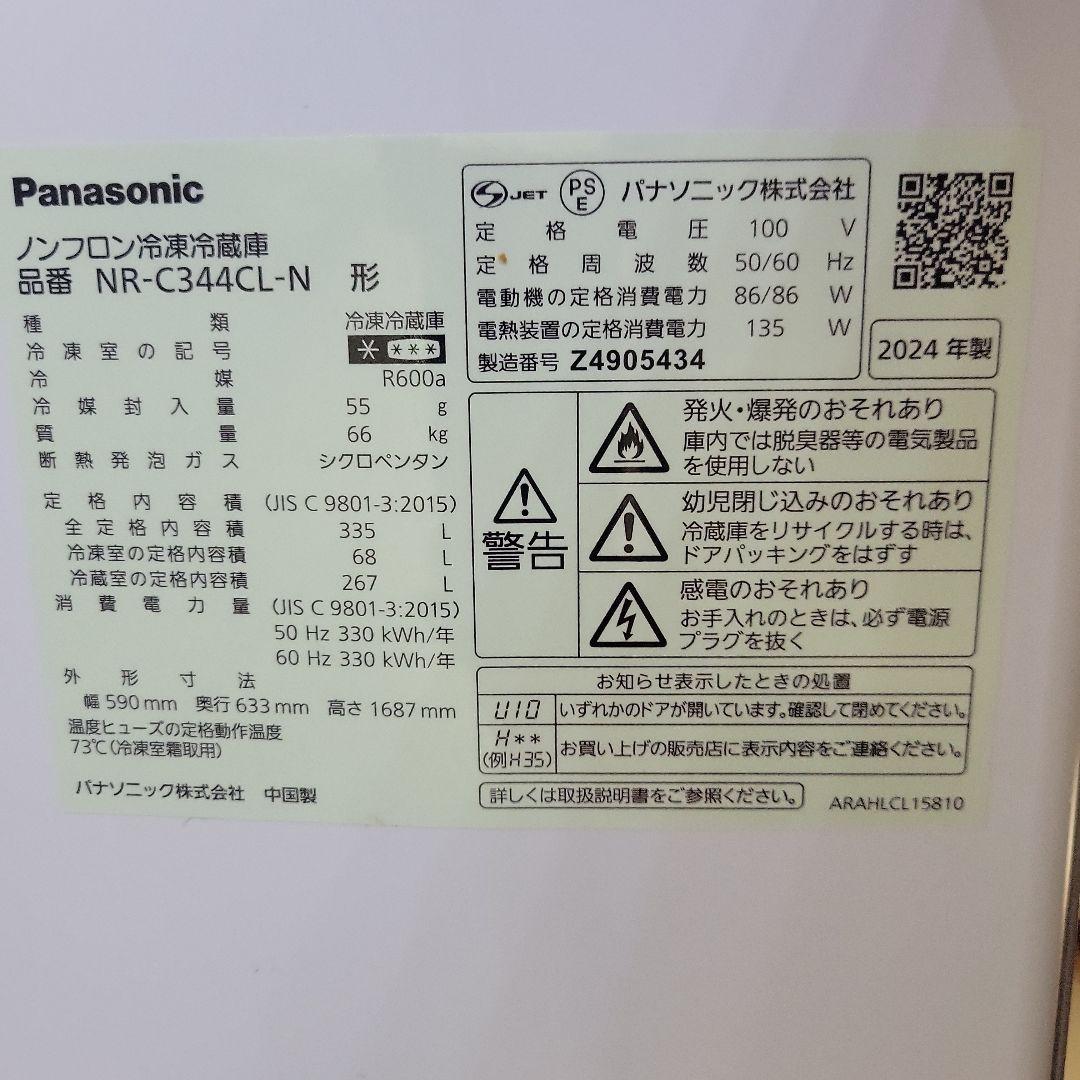 Panasonic
ノンフロン冷凍冷蔵庫
品番 NR-C344CL-N 形
種類 冷凍冷蔵庫
冷凍室の記号 * ***
冷媒 R600a
冷媒封入量 55 g
質量 66 kg
断熱発泡ガス シクロペンタン
定格内容積 (JIS C 9801-3:2015)
全定格内容積 335 L
冷凍室の定格内容積 68 L
冷蔵室の定格内容積 267 L
消費電力量 (JIS C 9801-3:2015)
50 Hz 330 kWh/年
60 Hz 330 kWh/年
外形寸法
幅 590 mm 奥行 633 mm 高さ 1687 mm
温度ヒューズの定格動作温度
73℃(冷凍室霜取用)
パナソニック株式会社 中国製
JET PSE パナソニック株式会社
定格電圧 100 V
定格周波数 50/60 Hz
電動機の定格消費電力 86/86 W
電熱装置の定格消費電力 135 W
製造番号 Z4905434
2024 年製
警告
発火・爆発のおそれあり
庫内では脱臭器等の電気製品
を使用しない
幼児閉じ込みのおそれあり
冷蔵庫をリサイクルする時は、
ドアパッキングをはずす
感電のおそれあり
お手入れのときは、必ず電源
プラグを抜く
お知らせ表示したときの処置
U10 いずれかのドアが開いています。確認して閉めてください。
H**
(例H35) お買い上げの販売店に表示内容をご連絡ください。
詳しくは取扱説明書をご参照ください。
ARAHLCL15810